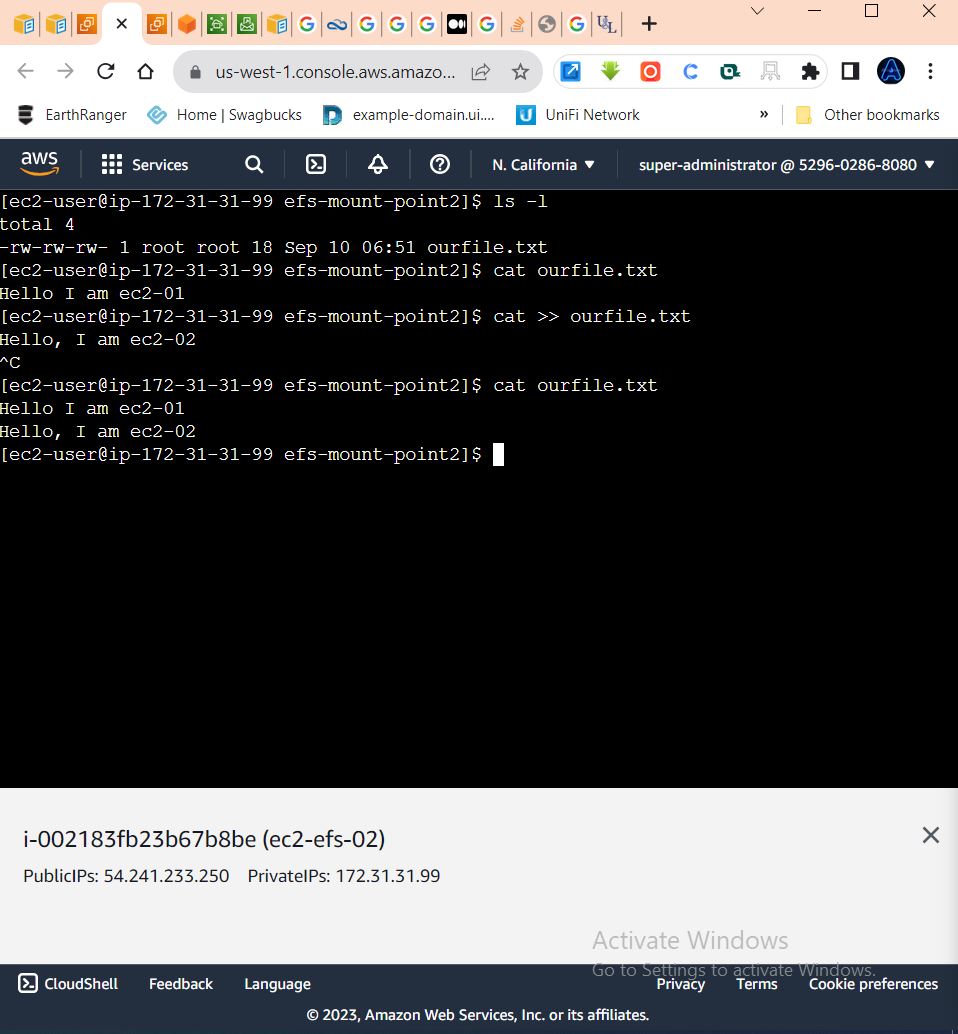 us-west-1.console.aws.amazo...
EarthRanger
Home | Swagbucks
example-domain.ui....
UniFi Network
»
Other bookmarks
aws
Services
N. California
super-administrator @ 5296-0286-8080
[ec2-user@ip-172-31-31-99 efs-mount-point2]$ ls -l
total 4
-rw-rw-rw- 1 root root 18 Sep 10 06:51 ourfile.txt
[ec2-user@ip-172-31-31-99 efs-mount-point2]$ cat ourfile.txt
Hello I am ec2-01
[ec2-user@ip-172-31-31-99 efs-mount-point2]$ cat >> ourfile.txt
Hello, I am ec2-02
^C
[ec2-user@ip-172-31-31-99 efs-mount-point2]$ cat ourfile.txt
Hello I am ec2-01
Hello, I am ec2-02
[ec2-user@ip-172-31-31-99 efs-mount-point2]$
i-002183fb23b67b8be (ec2-efs-02)
PublicIPs: 54.241.233.250 PrivateIPs: 172.31.31.99
Activate Windows
Go to Settings to activate Windows.
CloudShell
Feedback
Language
Privacy
Terms
Cookie preferences
© 2023, Amazon Web Services, Inc. or its affiliates.